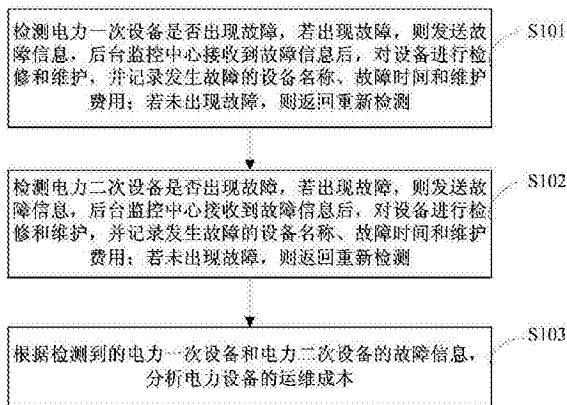 检测电力一次设备是否出现故障，若出现故障，则发送故
障信息，后台监控中心接收到故障信息后，对设备进行检
修和维护，并记录发生故障的设备名称、故障时间和维护
费用；若未出现故障，则返回重新检测
S101
检测电力二次设备是否出现故障，若出现故障，则发送故
障信息，后台监控中心接收到故障信息后，对设备进行检
修和维护，并记录发生故障的设备名称、故障时间和维护
费用；若未出现故障，则返回重新检测
S102
根据检测到的电力一次设备和电力二次设备的故障信息，
分析电力设备的运维成本
S103